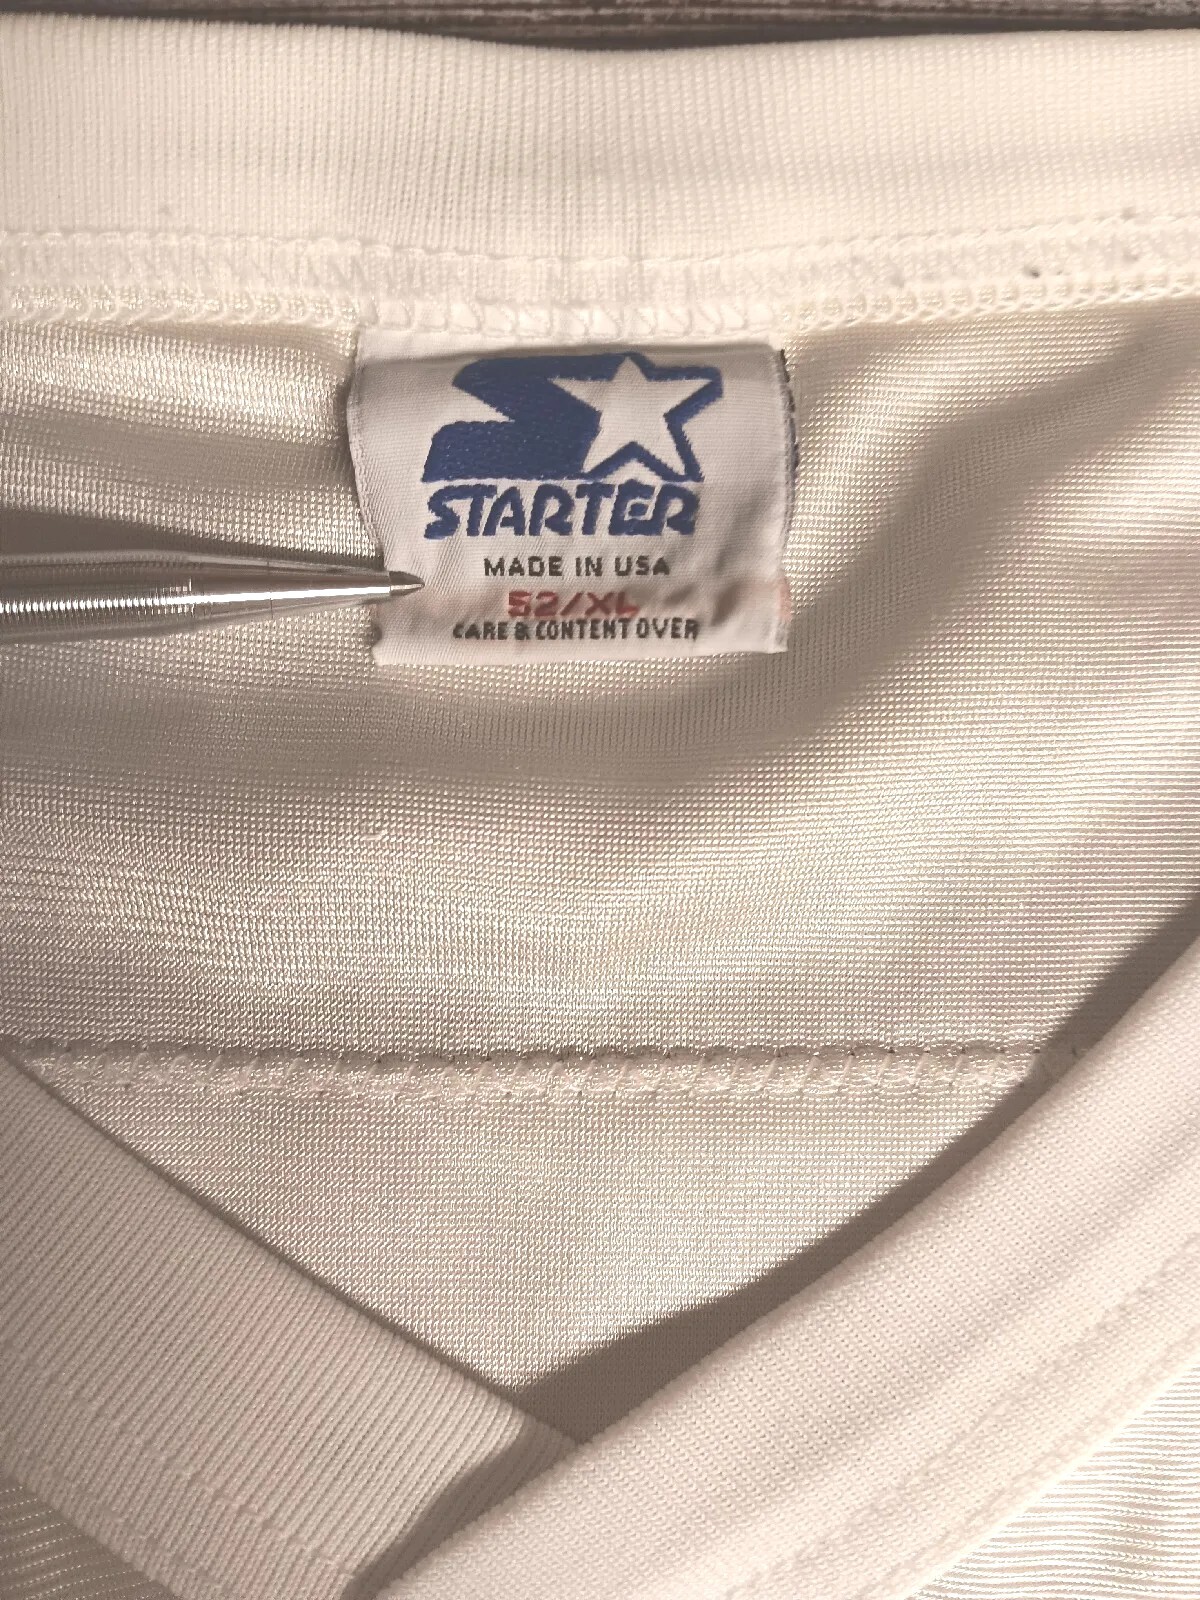 STARTER
MADE IN USA
52/XL
CARE & CONTENT OVER